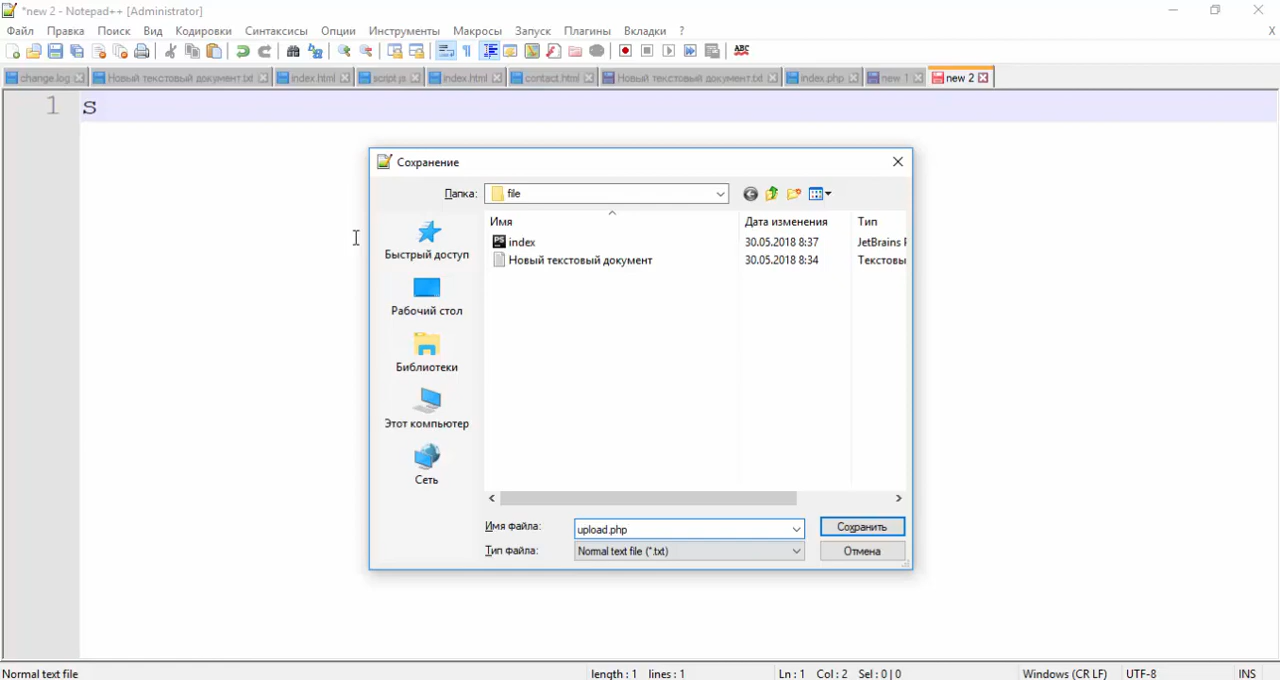 *new 2 - Notepad++ [Administrator]
Файл Правка Поиск Вид Кодировки Синтаксисы Опции Инструменты Макросы Запуск Плагины Вкладки ? X
change.log Новый текстовый документ.txt index.html script.js index.html contact.html Новый текстовый документ.txt index.php new 1 new 2
1 s
Сохранение
Папка: file
Имя Дата изменения Тип
index 30.05.2018 8:37 JetBrains
Новый текстовый документ 30.05.2018 8:34 Текстовы
Быстрый доступ
Рабочий стол
Библиотеки
Этот компьютер
Сеть
Имя файла: upload.php Сохранить
Тип файла: Normal text file (*.txt) Отмена
Normal text file length : 1 lines : 1 Ln : 1 Col : 2 Sel : 0 | 0 Windows (CR LF) UTF-8 INS